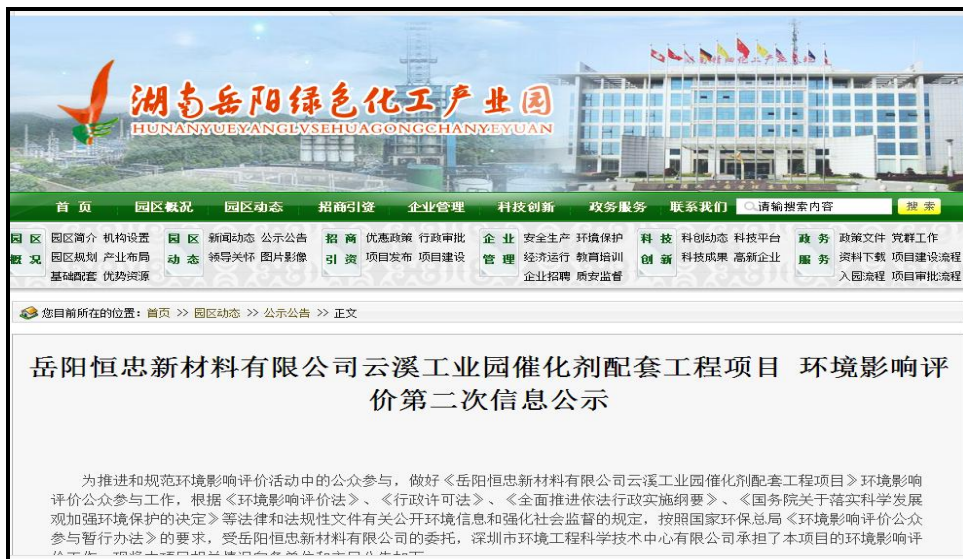 湖南岳阳绿色化工产业园
HUNANYUEYANGLVSEHUAGONGCHANYEYUAN
首 页 园区概况 园区动态 招商引资 企业管理 科技创新 政务服务 联系我们 请输搜索内容 搜 索
园 区 园区简介 机构设置 园 区 新闻动态 公示公告 招 商 优惠政策 行政审批 企 业 安全生产 环境保护 科 技 科创动态 科技平台 政 务 政策文件 党群工作
概 况 园区规划 产业布局 动 态 领导关怀 图片影像 引 资 项目发布 项目建设 管 理 经济运行 教育培训 创 新 科技成果 高新企业 服 务 资料下载 项目建设流程
基础配套 优势资源 企业招聘 质安监督 入园流程 项目审批流程
您目前所在的位置：首页 >> 园区动态 >> 公示公告 >> 正文
岳阳恒忠新材料有限公司云溪工业园催化剂配套工程项目 环境影响评
价第二次信息公示
为推进和规范环境影响评价活动中的公众参与，做好《岳阳恒忠新材料有限公司云溪工业园催化剂配套工程项目》环境影响
评价公众参与工作，根据《环境影响评价法》、《行政许可法》、《全面推进依法行政实施纲要》、《国务院关于落实科学发展
观加强环境保护的决定》等法律和法规性文件有关公开环境信息和强化社会监督的规定，按照国家环保总局《环境影响评价公众
参与暂行办法》的要求，受岳阳恒忠新材料有限公司的委托，深圳市环境工程科学技术中心有限公司承担了本项目的环境影响评